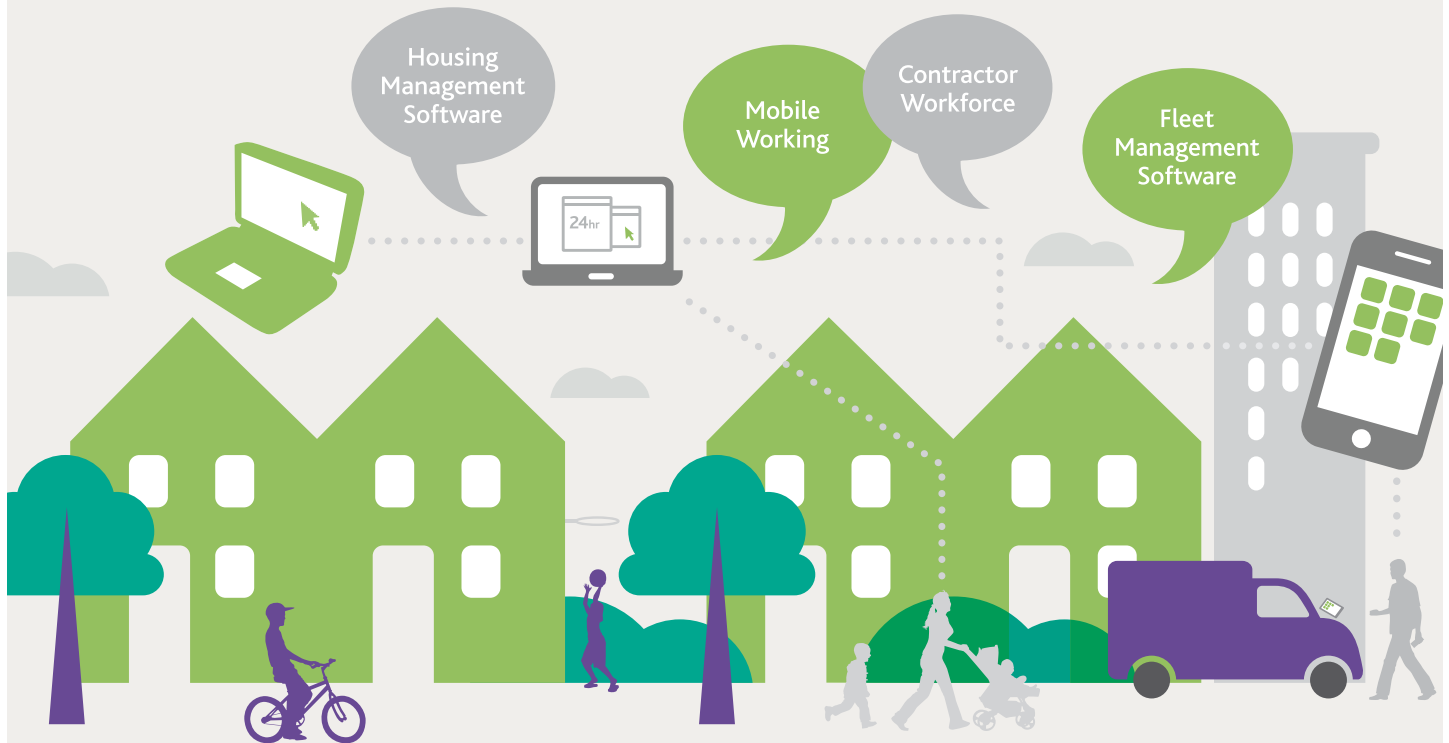 Housing
Management
Software
Mobile
Working
Contractor
Workforce
Fleet
Management
Software
24hr